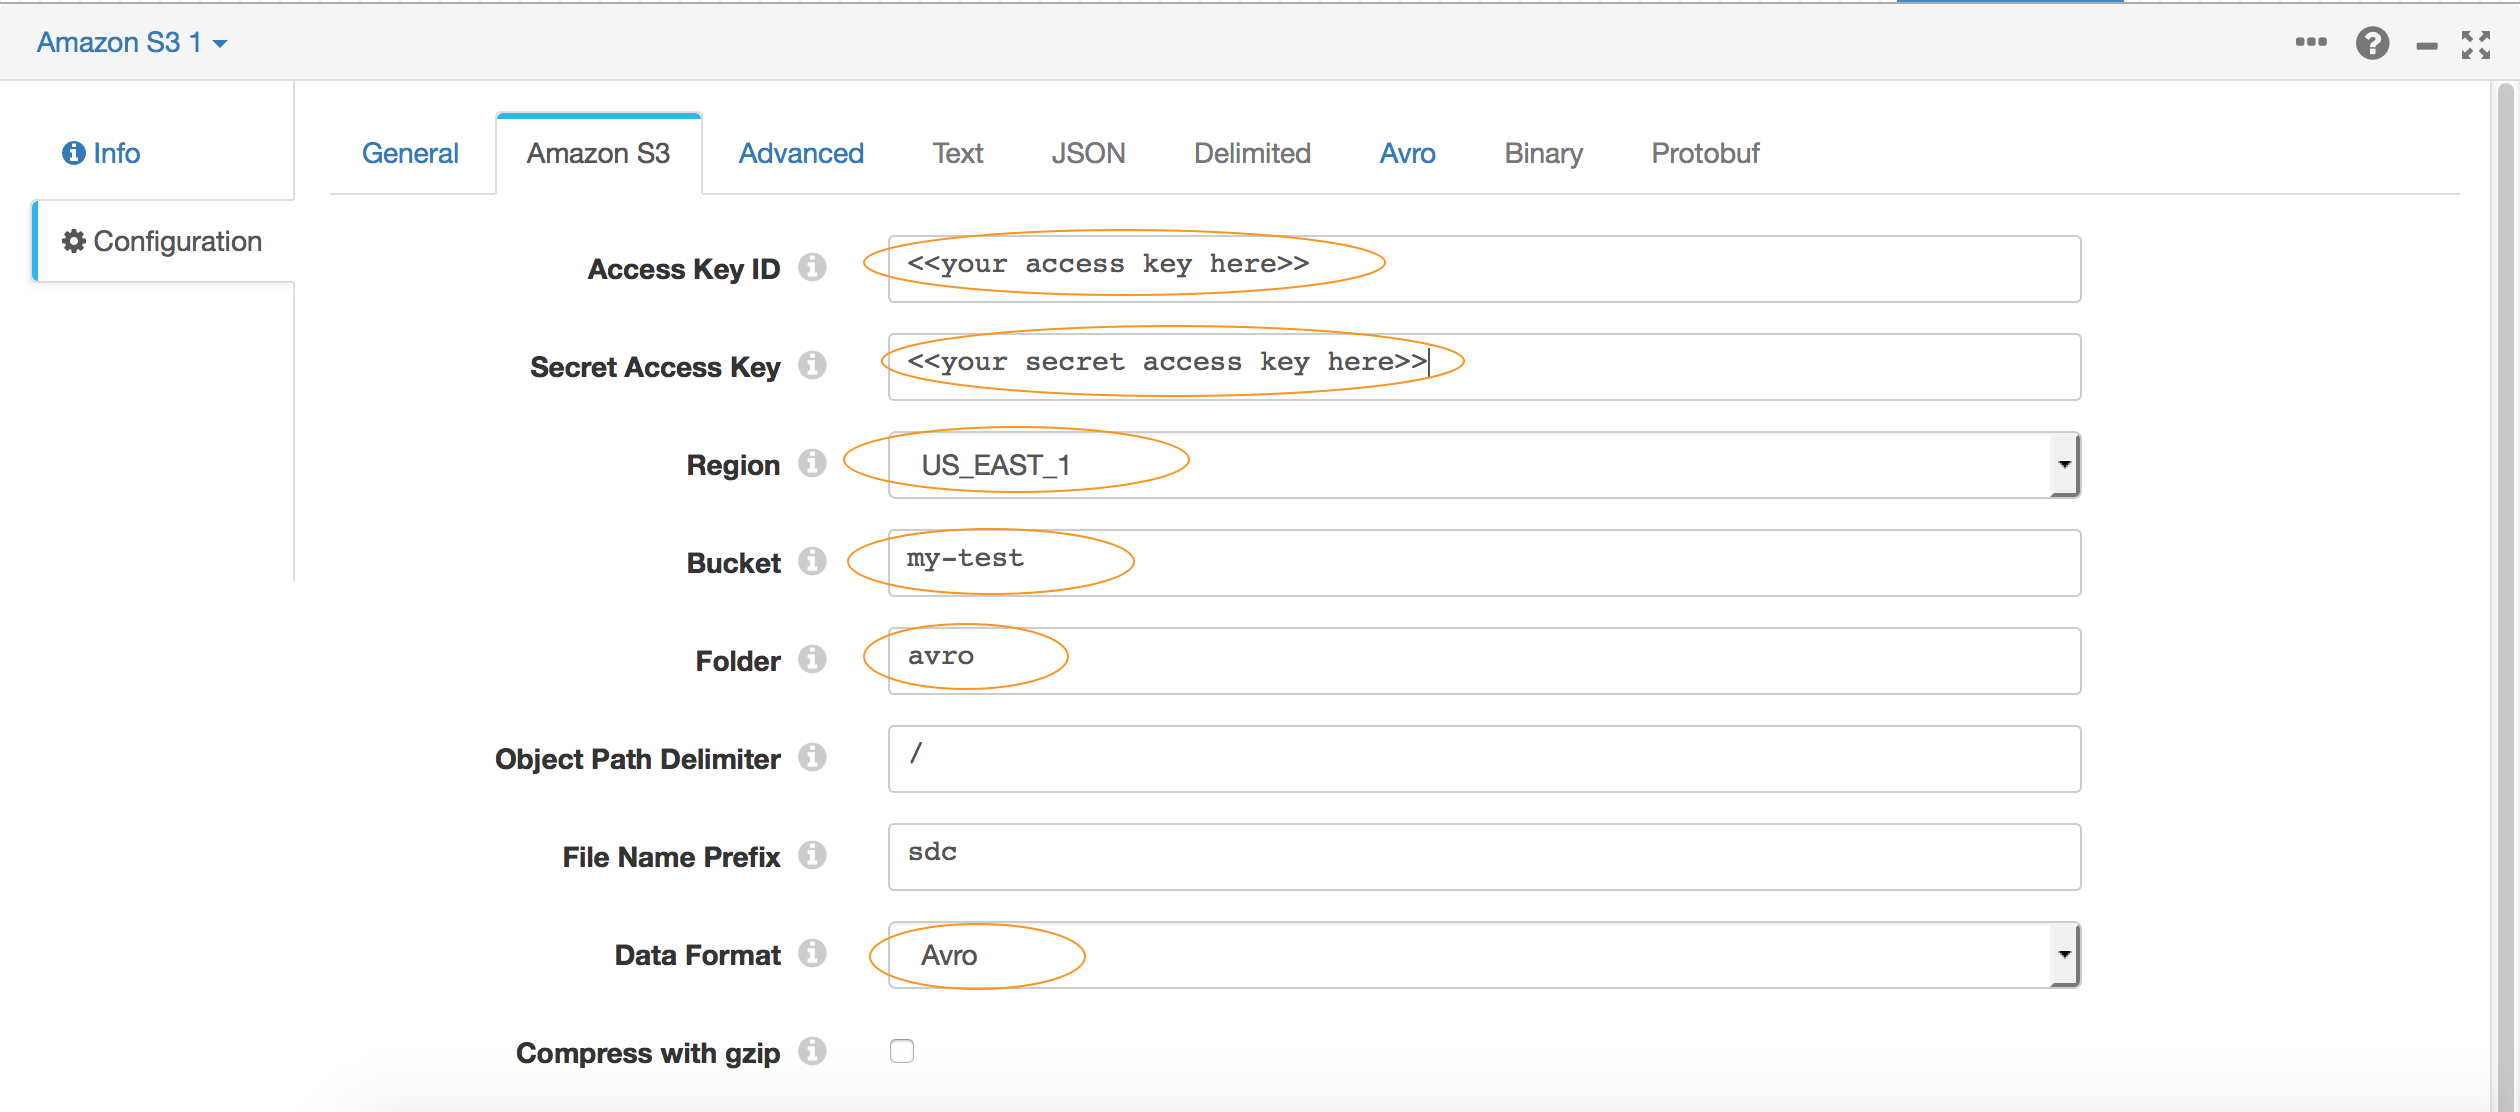 Amazon S3 1
Info
Configuration
General Amazon S3 Advanced Text JSON Delimited Avro Binary Protobuf
Access Key ID <<your access key here>>
Secret Access Key <<your secret access key here>>
Region US_EAST_1
Bucket my-test
Folder avro
Object Path Delimiter /
File Name Prefix sdc
Data Format Avro
Compress with gzip